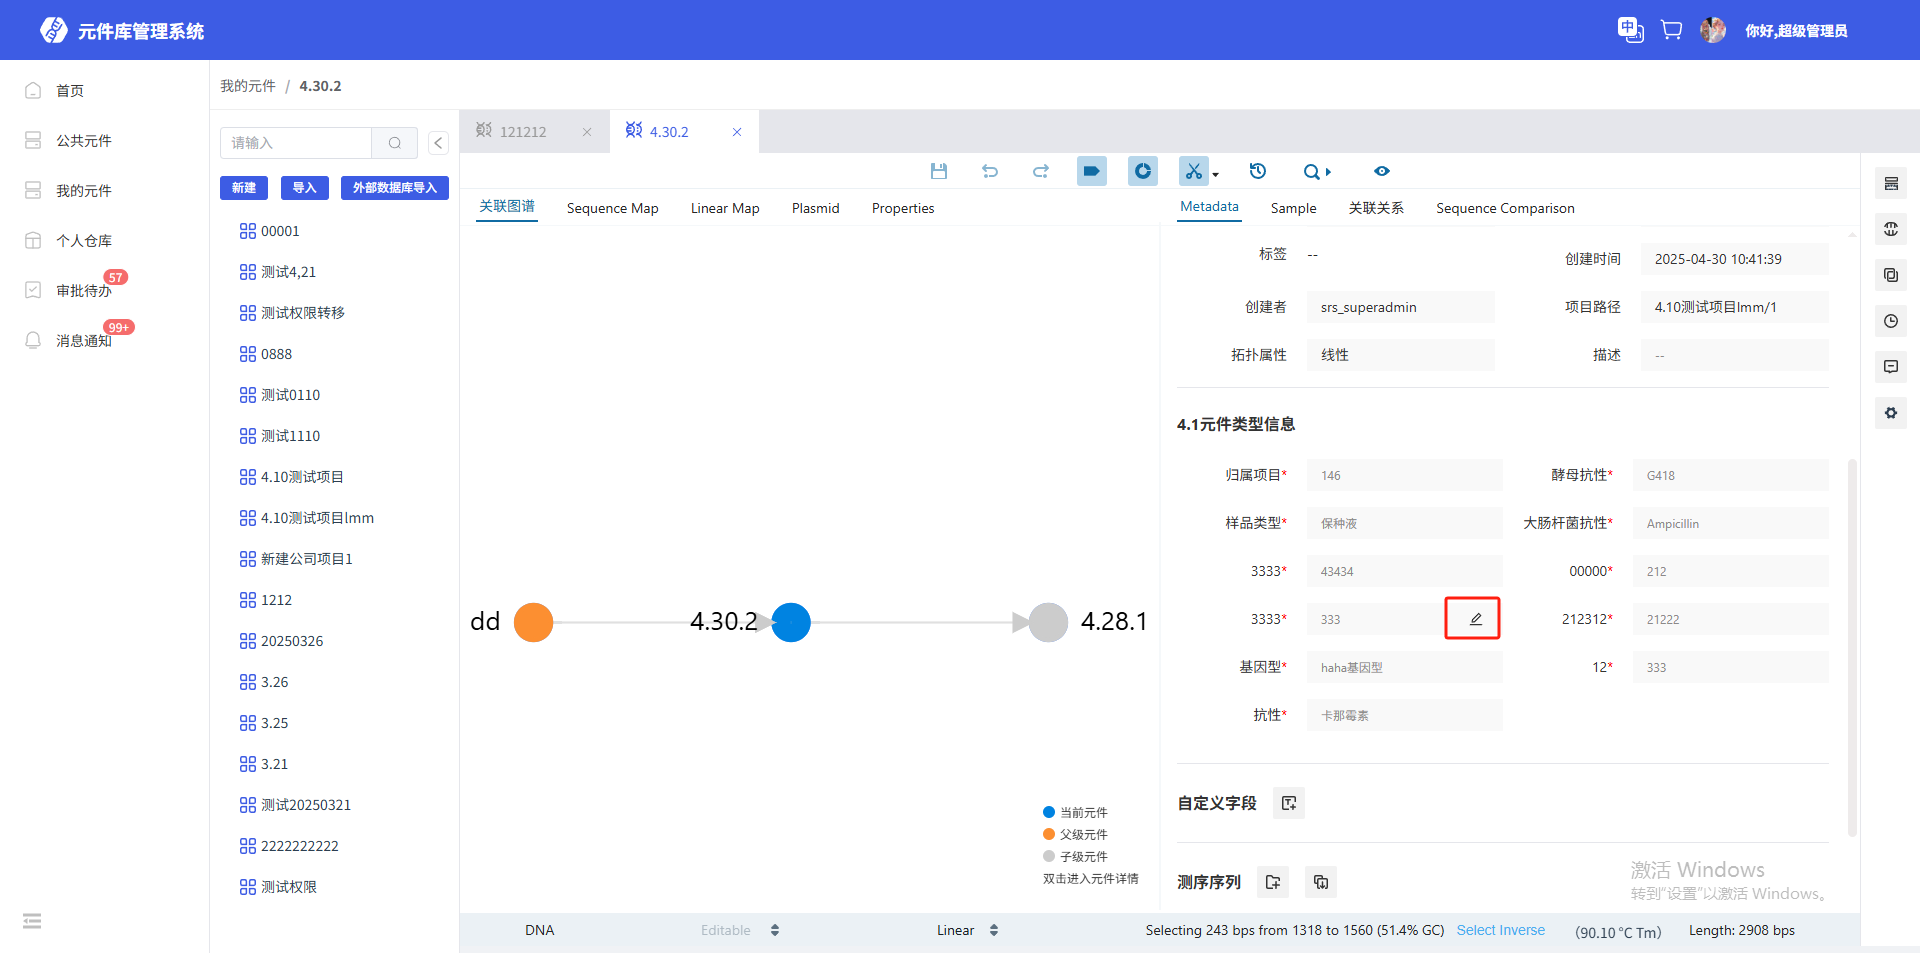 元件库管理系统
中
你好,超级管理员
首页
公共元件
我的元件
个人仓库
审批待办
57
消息通知
99+
我的元件 / 4.30.2
请输入
新建
导入
外部数据库导入
00001
测试4,21
测试权限转移
0888
测试0110
测试1110
4.10测试项目
4.10测试项目lmm
新建公司项目1
1212
20250326
3.26
3.25
3.21
测试20250321
2222222222
测试权限
121212
4.30.2
关联图谱 Sequence Map Linear Map Plasmid Properties
dd
4.30.2
4.28.1
当前元件
父级元件
子级元件
双击进入元件详情
Metadata Sample 关联关系 Sequence Comparison
标签 --
创建时间 2025-04-30 10:41:39
创建者 srs_superadmin
项目路径 4.10测试项目lmm/1
拓扑属性 线性
描述 --
4.1元件类型信息
归属项目* 146
酵母抗性* G418
样品类型* 保种液
大肠杆菌抗性* Ampicillin
3333* 43434
00000* 212
3333* 333
212312* 21222
基因型* haha基因型
12* 333
抗性* 卡那霉素
自定义字段
测序序列
激活 Windows
转到“设置”以激活 Windows。
DNA Editable Linear Selecting 243 bps from 1318 to 1560 (51.4% GC) Select Inverse (90.10 °C Tm) Length: 2908 bps